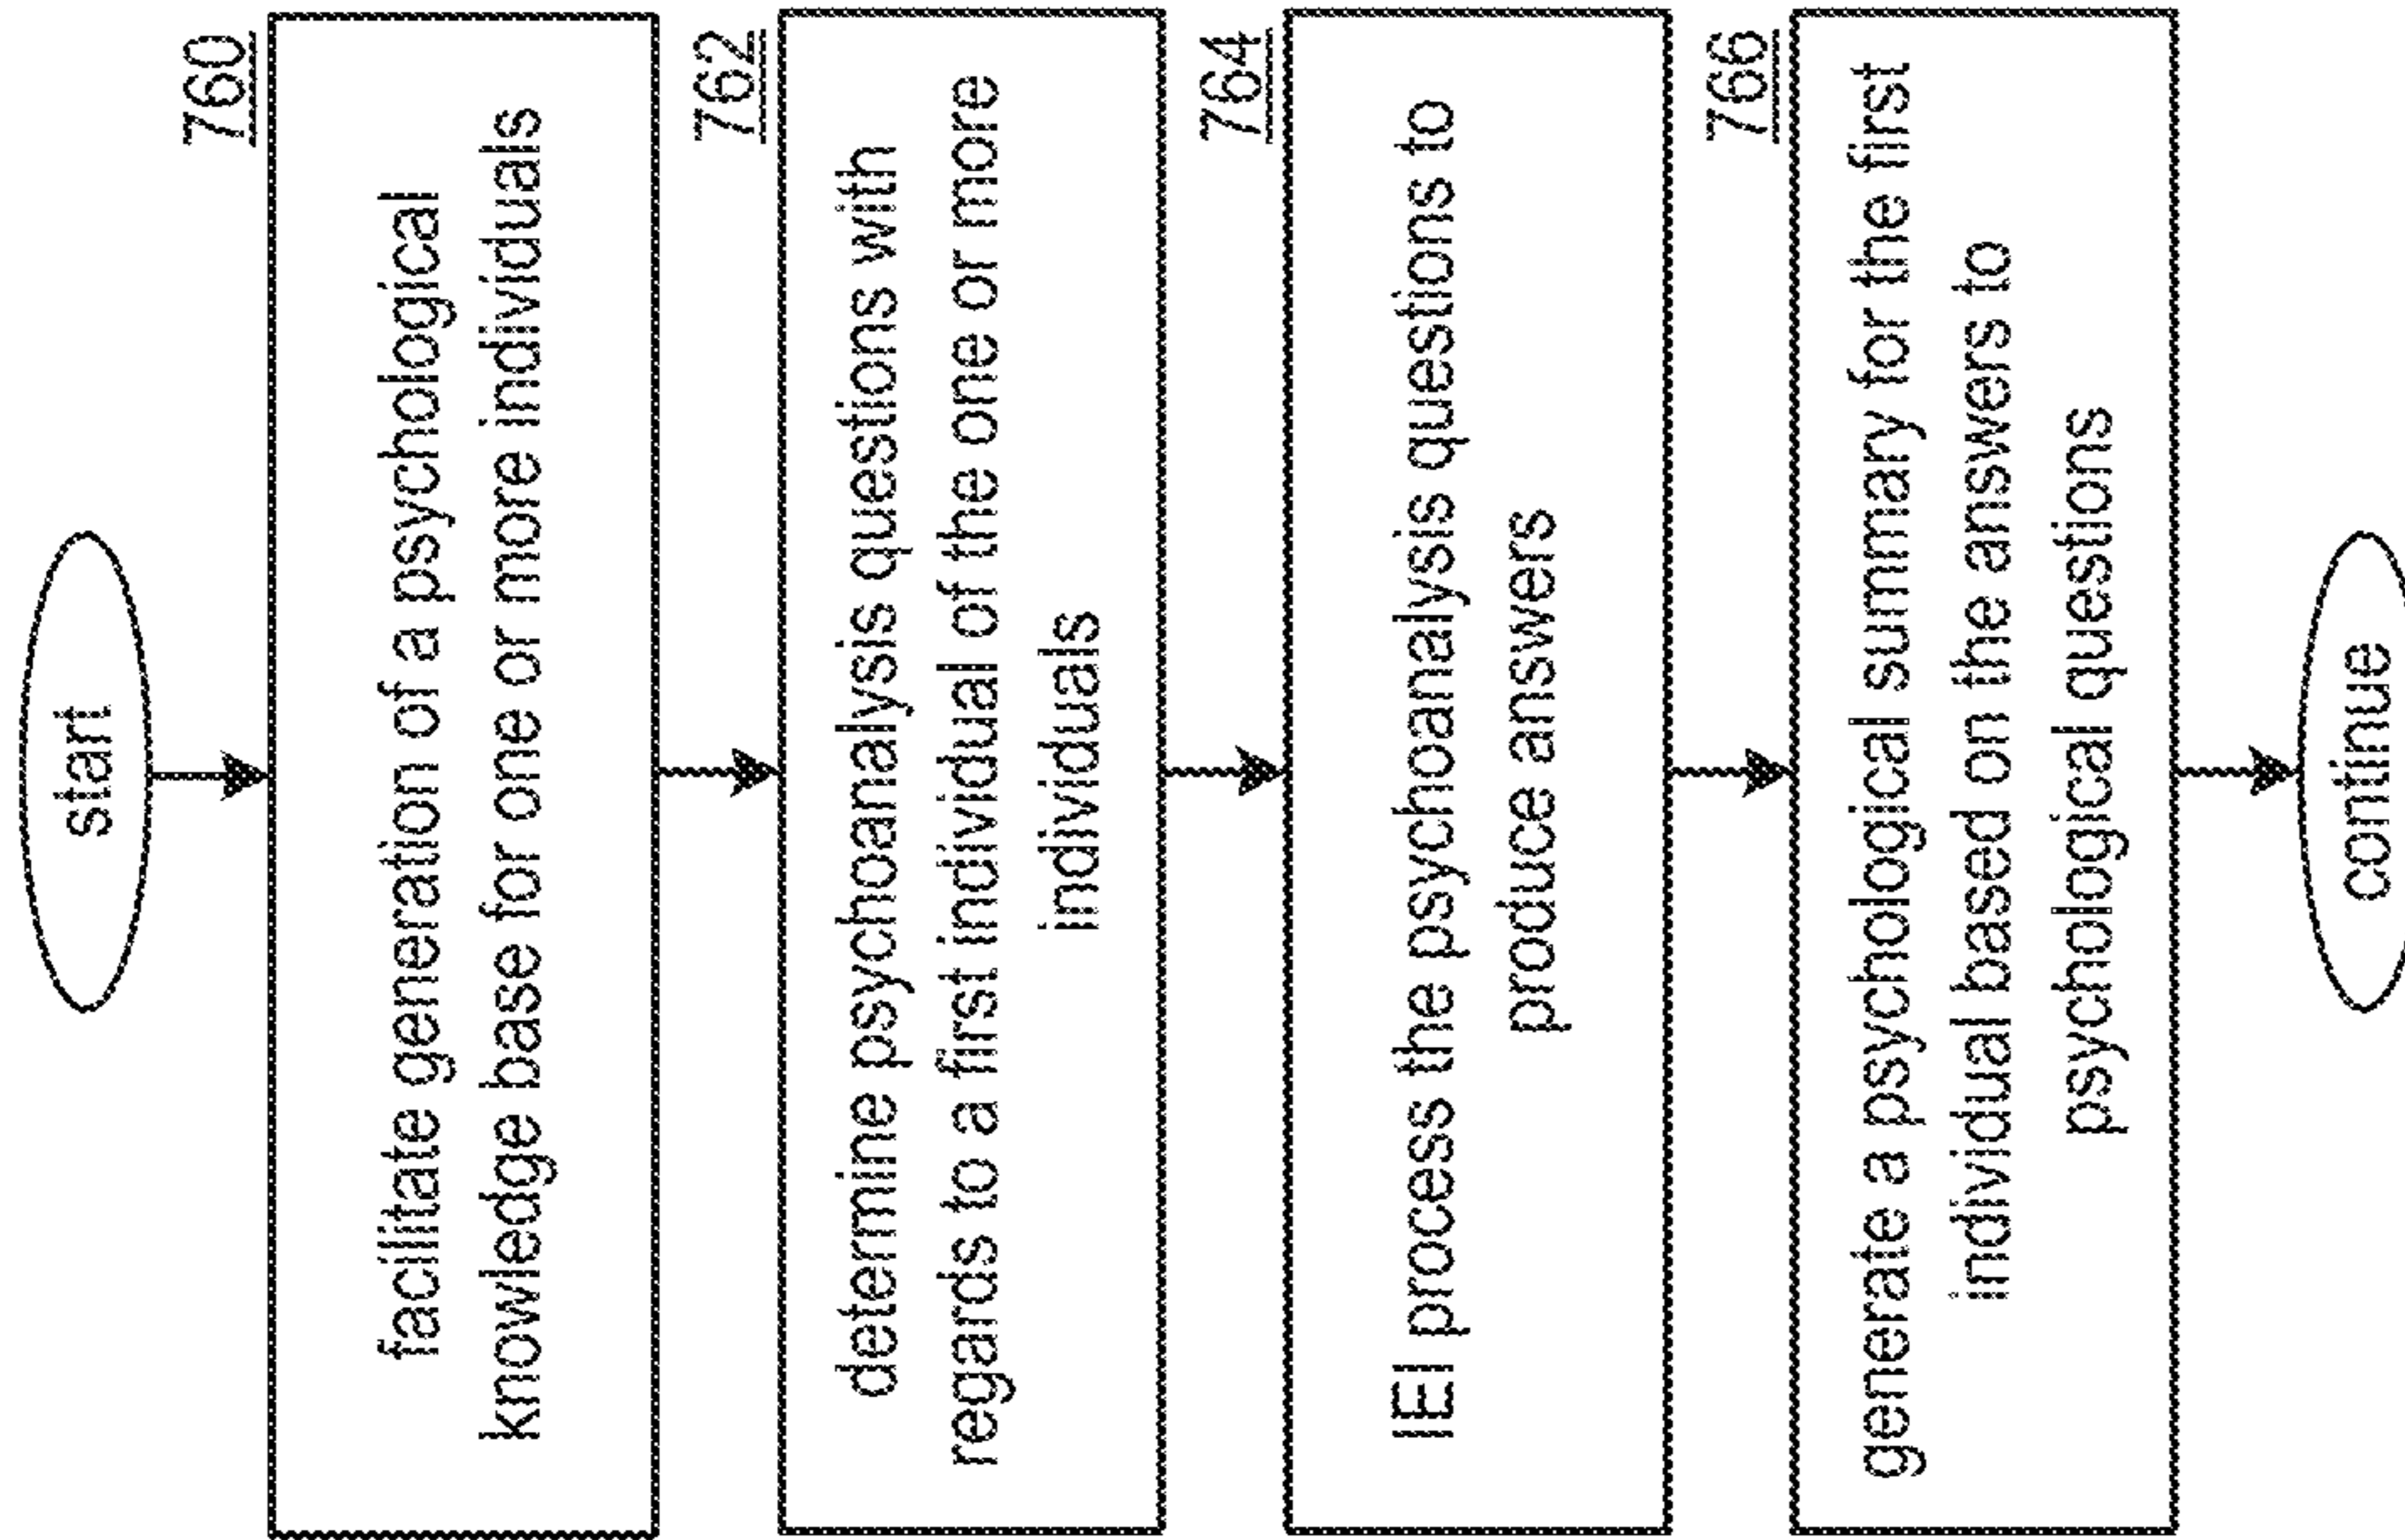 start
760
facilitate generation of a psychological
knowledge base for one or more individuals
762
determine psychoanalysis questions with
regards to a first individual of the one or more
individuals
764
IEI process the psychoanalysis questions to
produce answers
766
generate a psychological summary for the first
individual based on the answers to
psychological questions
continue